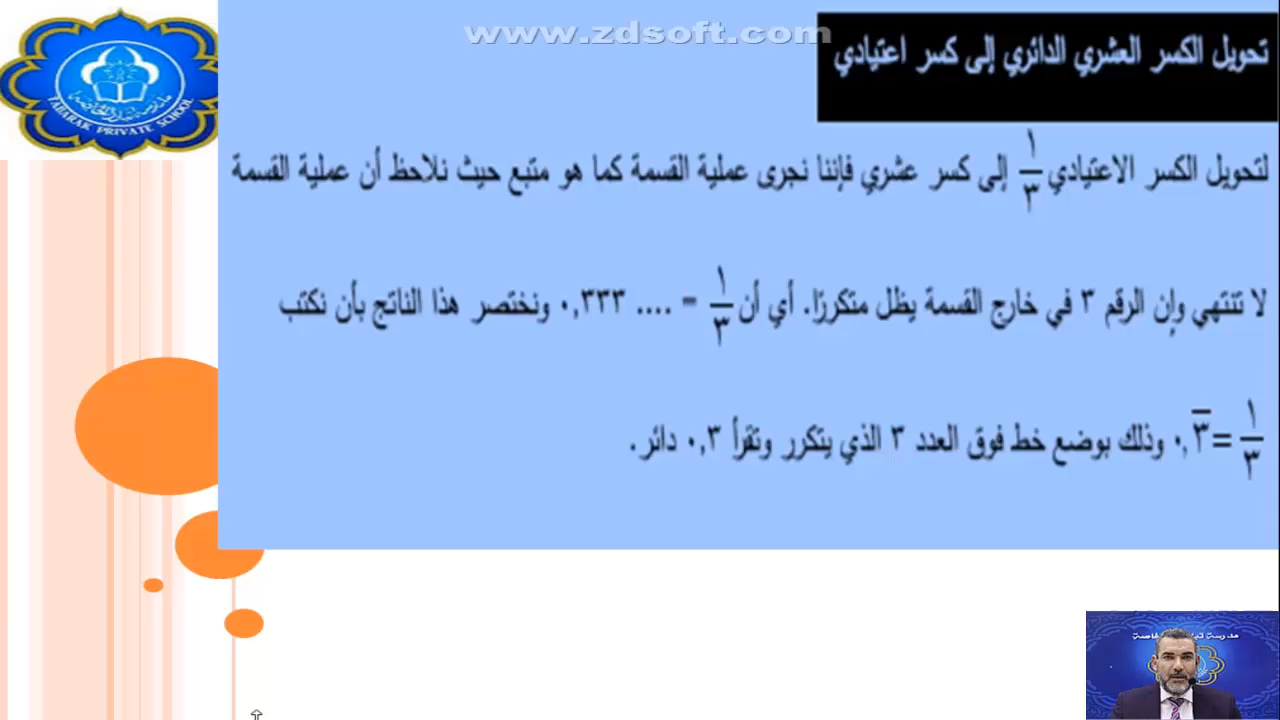 www.zdsoft.com
تحويل الكسر العشري الدائري إلى كسر اعتيادي
لتحويل الكسر الاعتيادي ١/٣ إلى كسر عشري فإننا نجرى عملية القسمة كما هو متبع حيث نلاحظ أن عملية القسمة
لا تنتهي وإن الرقم ٣ في خارج القسمة يظل متكررًا. أي أن ١/٣ = .... ٠,٣٣٣ ونختصر هذا الناتج بأن نكتب
١/٣ = ٠,٣̅ وذلك بوضع خط فوق العدد ٣ الذي يتكرر وتقرأ ٠,٣ دائر.
TABARAK PRIVATE SCHOOL